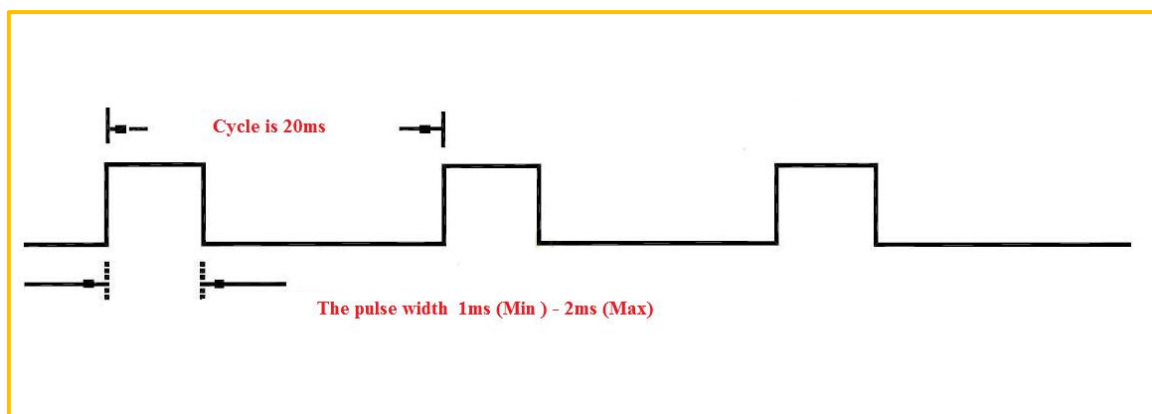 Cycle is 20ms
The pulse width 1ms (Min ) - 2ms (Max)